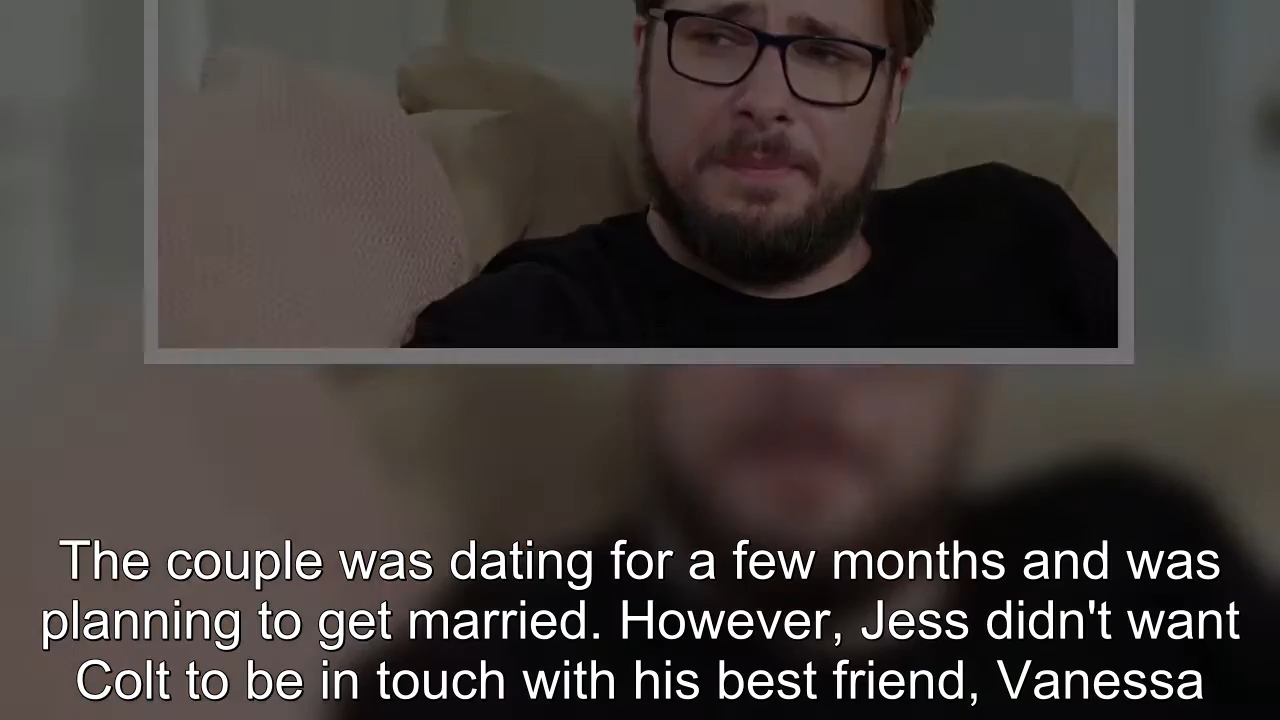 The couple was dating for a few months and was
planning to get married. However, Jess didn't want
Colt to be in touch with his best friend, Vanessa